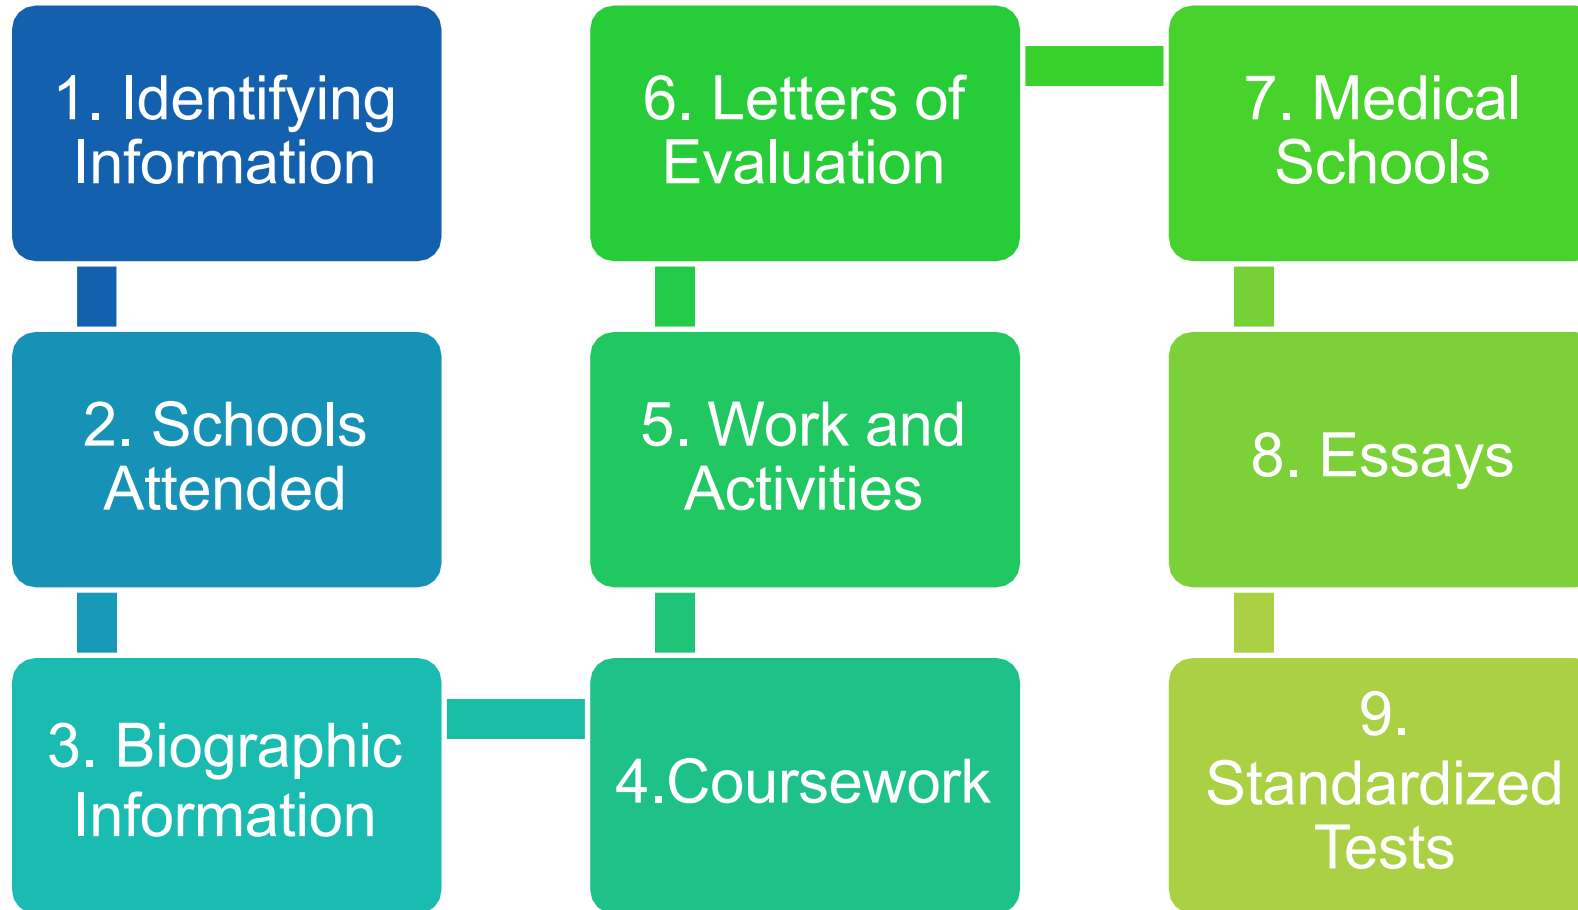 1. Identifying
Information
2. Schools
Attended
3. Biographic
Information
4.Coursework
5. Work and
Activities
6. Letters of
Evaluation
7. Medical
Schools
8. Essays
9.
Standardized
Tests